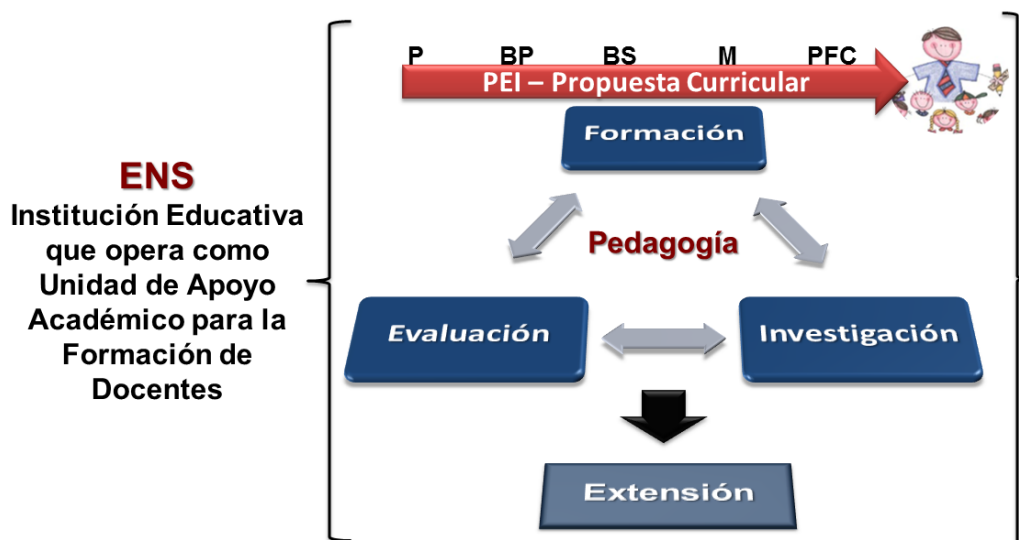 P BP BS M PFC
PEI – Propuesta Curricular
Formación
ENS
Institución Educativa
que opera como
Unidad de Apoyo
Académico para la
Formación de
Docentes
Pedagogía
Evaluación
Investigación
Extensión